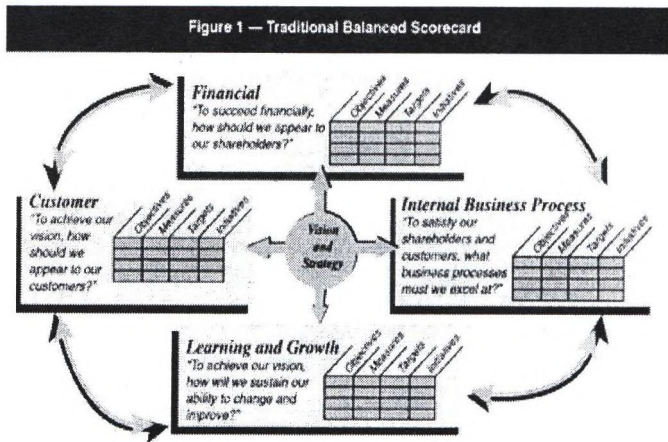 Figure 1 — Traditional Balanced Scorecard
Financial
"To succeed financially,
how should we appear to
our shareholders?"
Objectives
Measures
Targets
Initiatives
Customer
"To achieve our
vision, how
should we
appear to our
customers?"
Objectives
Measures
Targets
Initiatives
Vision
and
Strategy
Internal Business Process
"To satisfy our
shareholders and
customers, what
business processes
must we excel at?"
Objectives
Measures
Targets
Initiatives
Learning and Growth
"To achieve our vision,
how will we sustain our
ability to change and
improve?"
Objectives
Measures
Targets
Initiatives